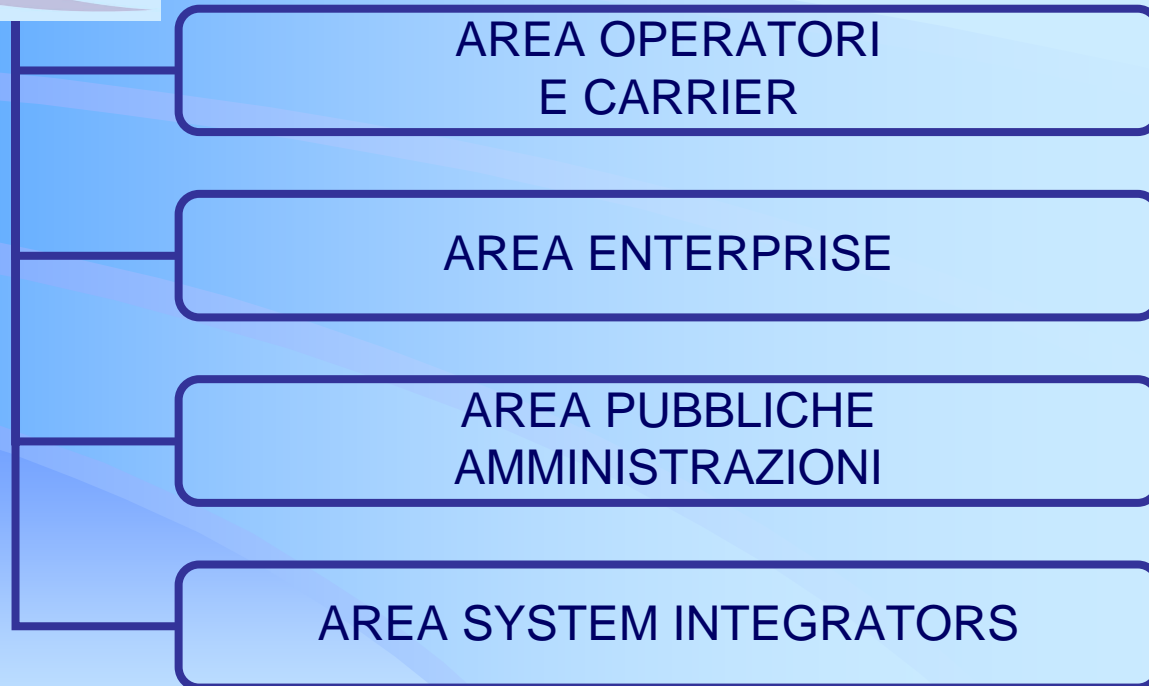 AREA OPERATORI
E CARRIER
AREA ENTERPRISE
AREA PUBBLICHE
AMMINISTRAZIONI
AREA SYSTEM INTEGRATORS